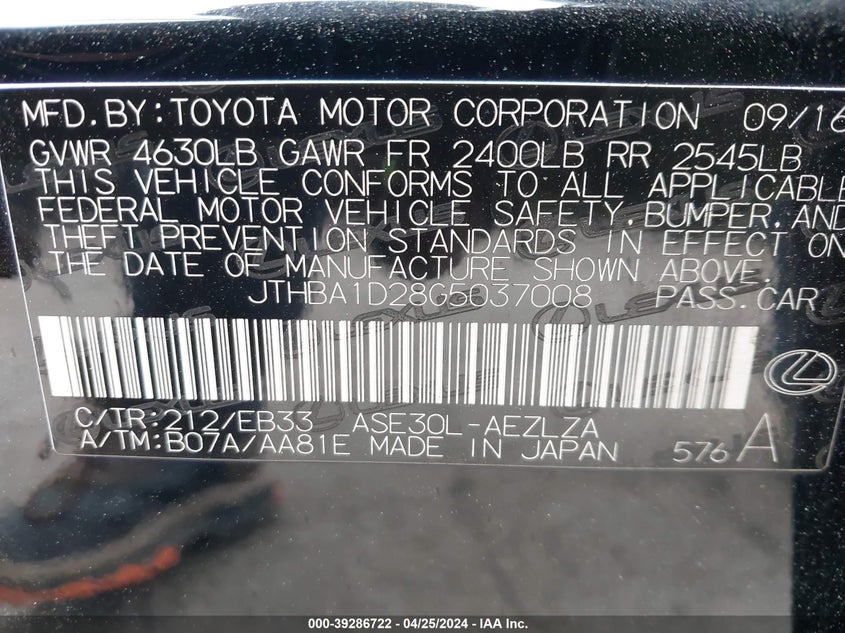 MFD.BY:TOYOTA MOTOR CORPORATION 09/16
GVWR 4630LB GAWR FR 2400LB RR 2545LB
THIS VEHICLE CONFORMS TO ALL APPLICABLE
FEDERAL MOTOR VEHICLE SAFETY,BUMPER,AND
THEFT PREVENTION STANDARDS IN EFFECT ON
THE DATE OF MANUFACTURE SHOWN ABOVE.
JTHBA1D28G5037008 PASS.CAR
C/TR:212/EB33 ASE30L-AEZLZA
A/TM:B07A/AA81E MADE IN JAPAN 576A
000-39286722 - 04/25/2024 - IAA Inc.